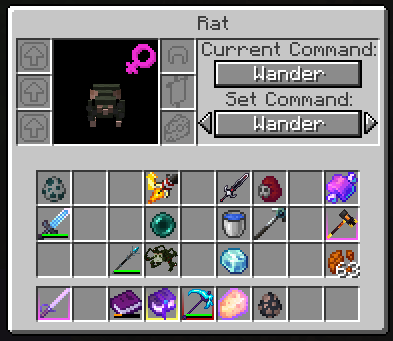 Rat
Current Command:
Wander
Set Command:
Wander
63